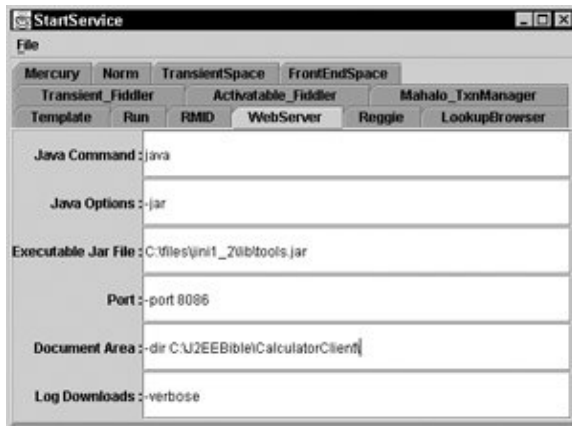 StartService
File
Mercury Norm TransientSpace FrontEndSpace
Transient_Fiddler Activatable_Fiddler Mahalo_TxnManager
Template Run RMID WebServer Reggie LookupBrowser
Java Command : java
Java Options : -jar
Executable Jar File : C:\files\jini1_2\lib\tools.jar
Port : -port 8086
Document Area : -dir C:\J2EEBible\CalculatorClient\
Log Downloads : -verbose